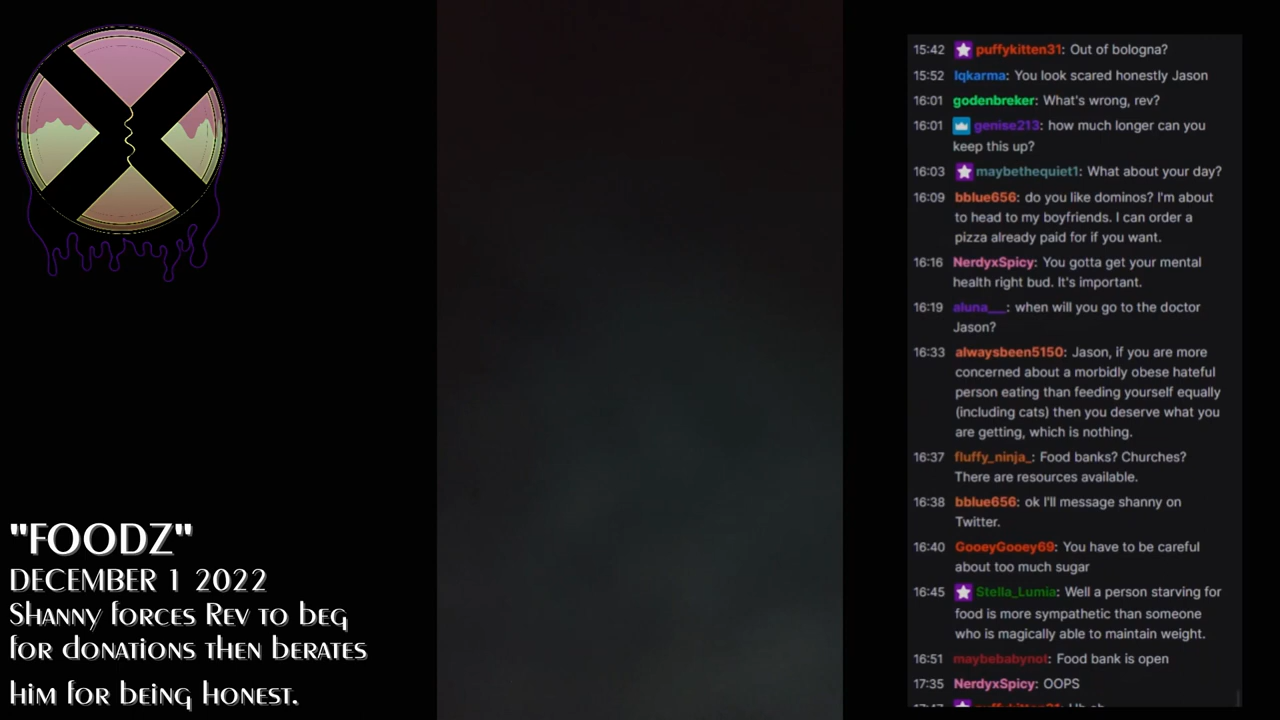 "FOODZ"
DECEMBER 1 2022
Shanny forces Rev to beg
for donations then berates
him for being honest.
15:42 puffykitten31: Out of bologna?
15:52 lqkarma: You look scared honestly Jason
16:01 godenbreker: What's wrong, rev?
16:01 genise213: how much longer can you
keep this up?
16:03 maybethequiet1: What about your day?
16:09 bblue656: do you like dominos? I'm about
to head to my boyfriends. I can order a
pizza already paid for if you want.
16:16 NerdyxSpicy: You gotta get your mental
health right bud. It's important.
16:19 aluna___: when will you go to the doctor
Jason?
16:33 alwaysbeen5150: Jason, if you are more
concerned about a morbidly obese hateful
person eating than feeding yourself equally
(including cats) then you deserve what you
are getting, which is nothing.
16:37 fluffy_ninja_: Food banks? Churches?
There are resources available.
16:38 bblue656: ok I'll message shanny on
Twitter.
16:40 GooeyGooey69: You have to be careful
about too much sugar
16:45 Stella_Lumia: Well a person starving for
food is more sympathetic than someone
who is magically able to maintain weight.
16:51 maybebabynot: Food bank is open
17:35 NerdyxSpicy: OOPS